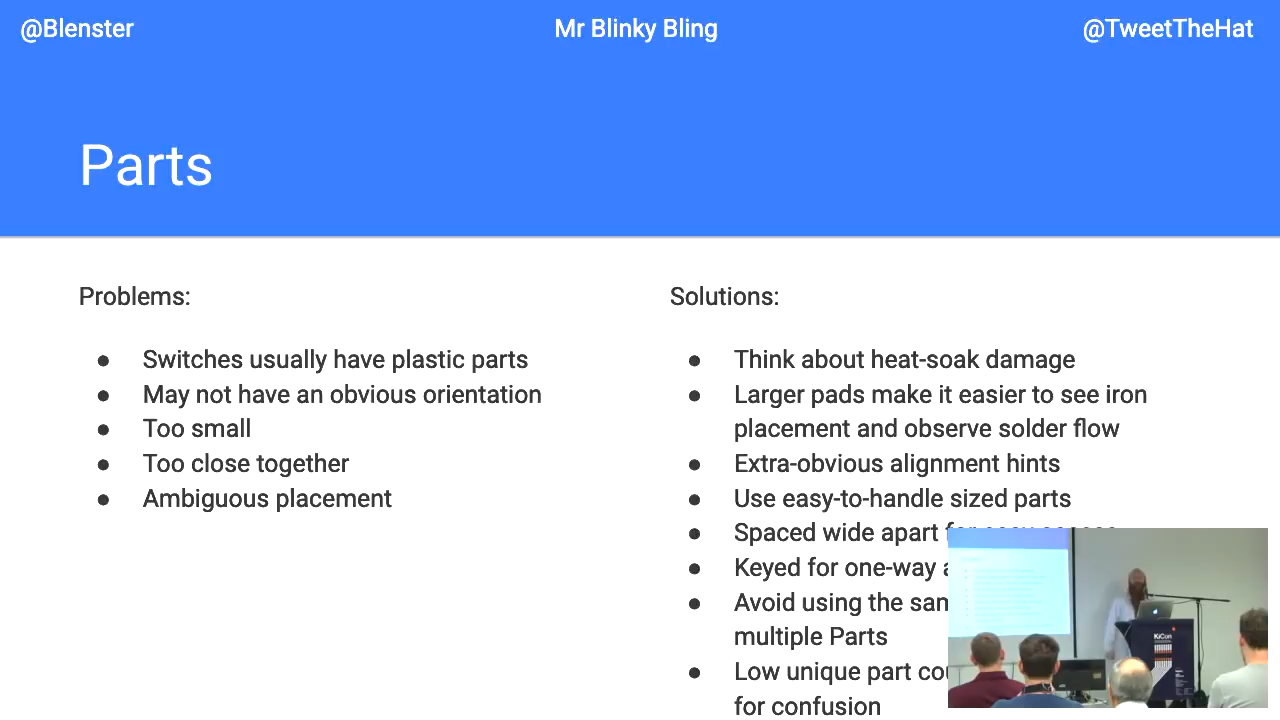 @Blenster
Mr Blinky Bling
@TweetTheHat
Parts
Problems:
● Switches usually have plastic parts
● May not have an obvious orientation
● Too small
● Too close together
● Ambiguous placement
Solutions:
● Think about heat-soak damage
● Larger pads make it easier to see iron
placement and observe solder flow
● Extra-obvious alignment hints
● Use easy-to-handle sized parts
● Spaced wide apart
● Keyed for one-way
● Avoid using the
multiple Parts
● Low unique part
for confusion
KiCon